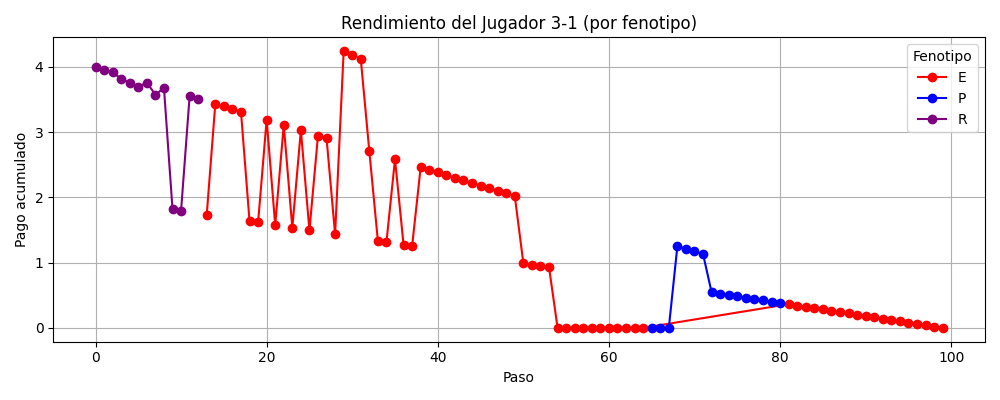 Rendimiento del Jugador 3-1 (por fenotipo)
Pago acumulado
4
3
2
1
0
Fenotipo
E
P
R
0 20 40 60 80 100
Paso